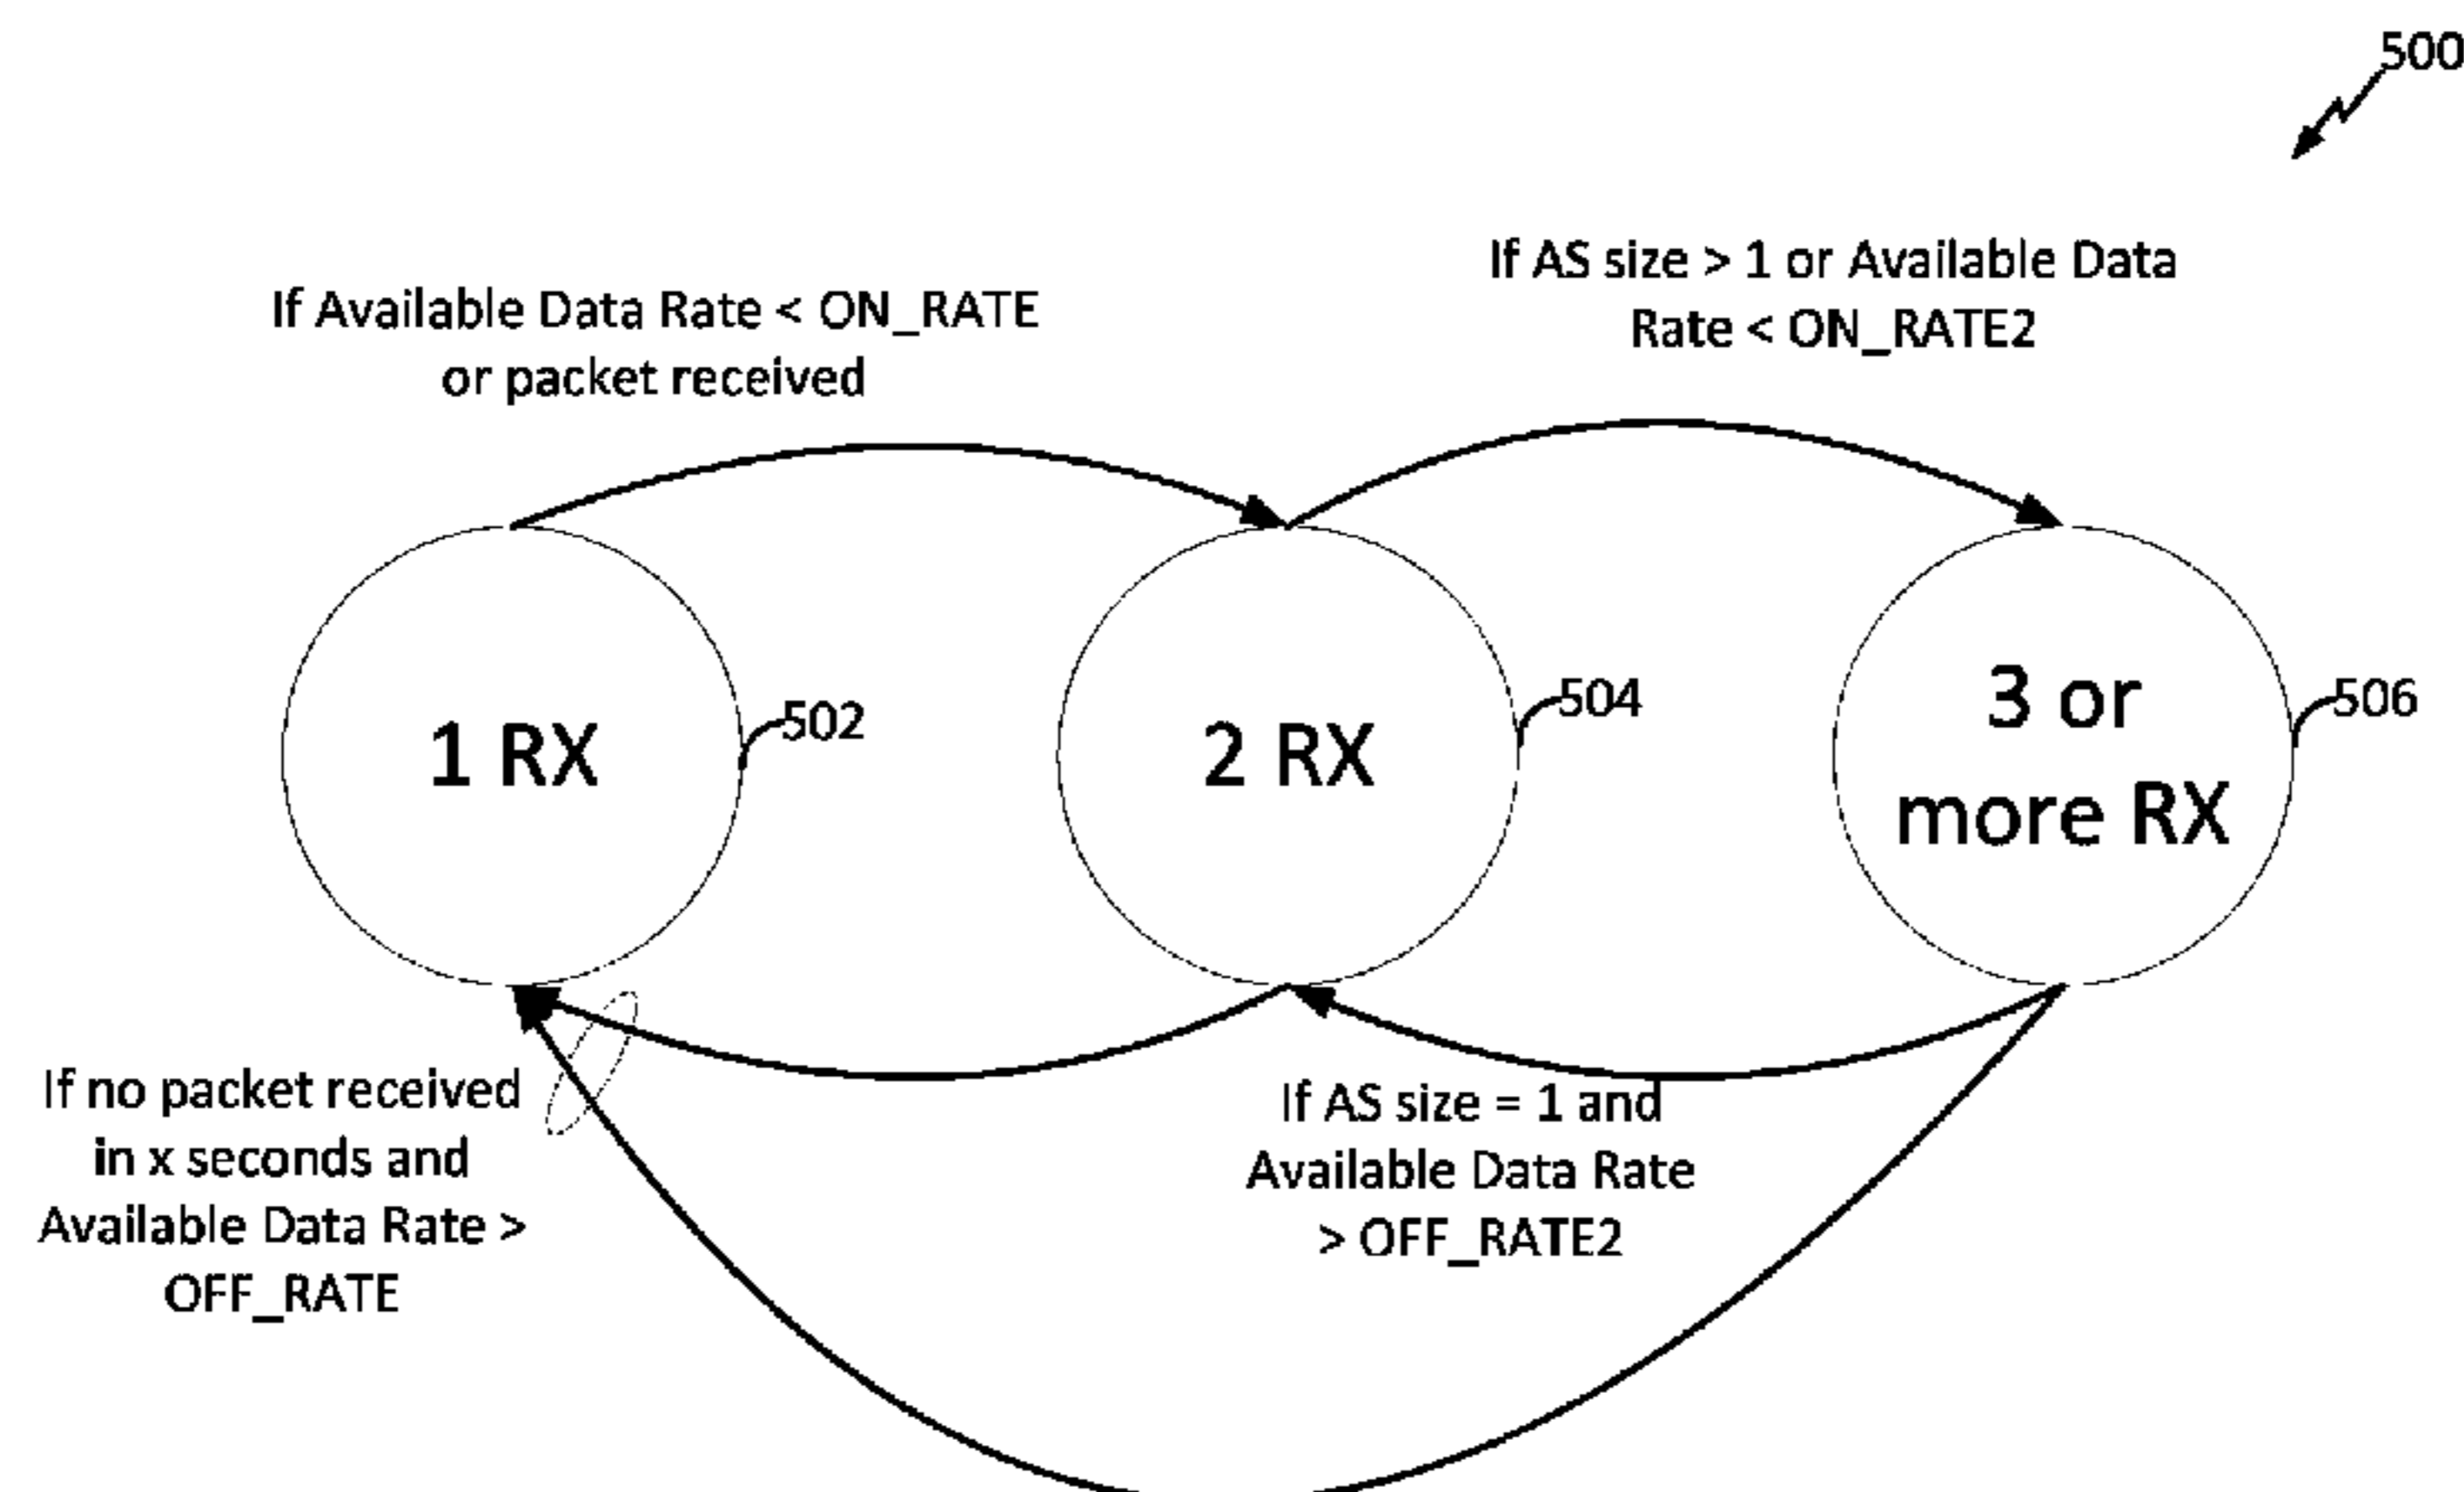 500
If AS size > 1 or Available Data
Rate < ON_RATE2
If Available Data Rate < ON_RATE
or packet received
1 RX
502
2 RX
504
3 or
more RX
506
If no packet received
in x seconds and
Available Data Rate >
OFF_RATE
If AS size = 1 and
Available Data Rate
> OFF_RATE2